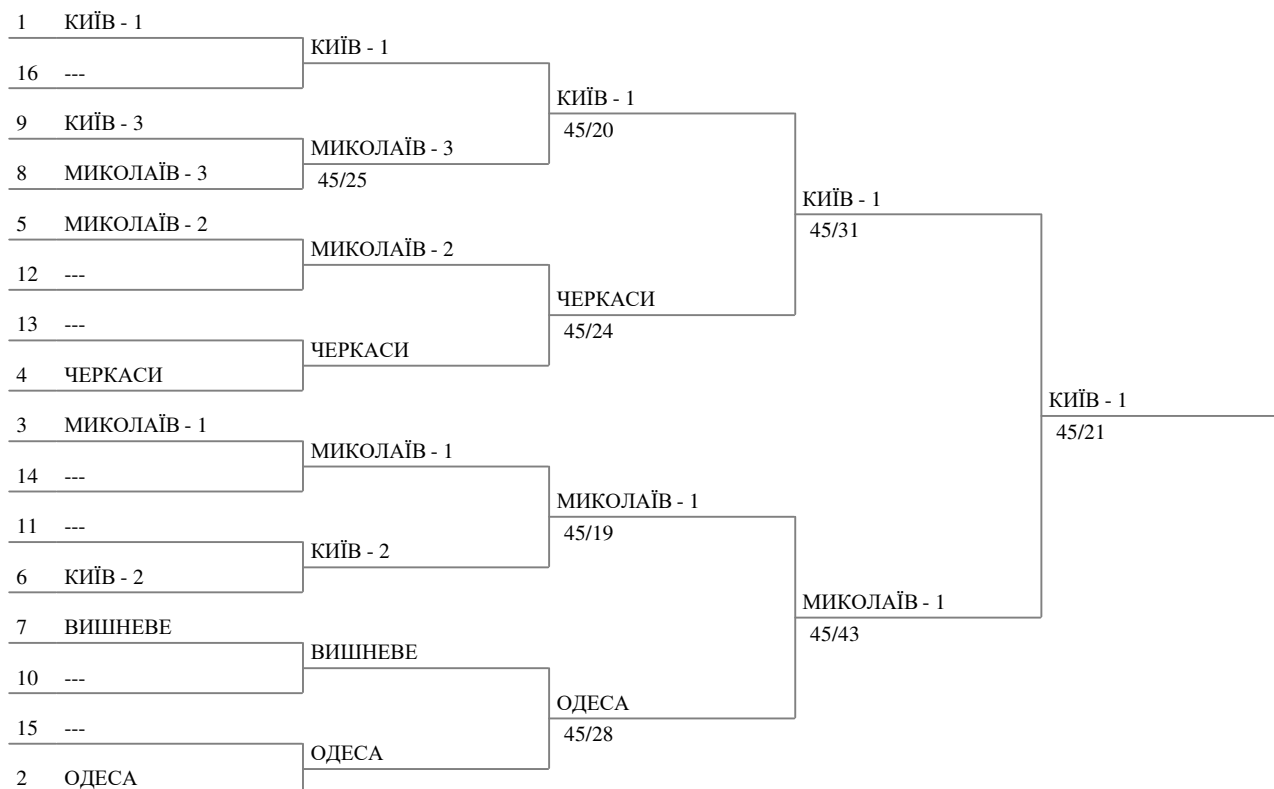 1 КИЇВ - 1
КИЇВ - 1
16 ---
КИЇВ - 1
45/20
9 КИЇВ - 3
МИКОЛАЇВ - 3
45/25
8 МИКОЛАЇВ - 3
КИЇВ - 1
45/31
5 МИКОЛАЇВ - 2
МИКОЛАЇВ - 2
12 ---
ЧЕРКАСИ
45/24
13 ---
ЧЕРКАСИ
4 ЧЕРКАСИ
КИЇВ - 1
45/21
3 МИКОЛАЇВ - 1
МИКОЛАЇВ - 1
14 ---
МИКОЛАЇВ - 1
45/19
11 ---
КИЇВ - 2
6 КИЇВ - 2
МИКОЛАЇВ - 1
45/43
7 ВИШНЕВЕ
ВИШНЕВЕ
10 ---
ОДЕСА
45/28
15 ---
ОДЕСА
2 ОДЕСА